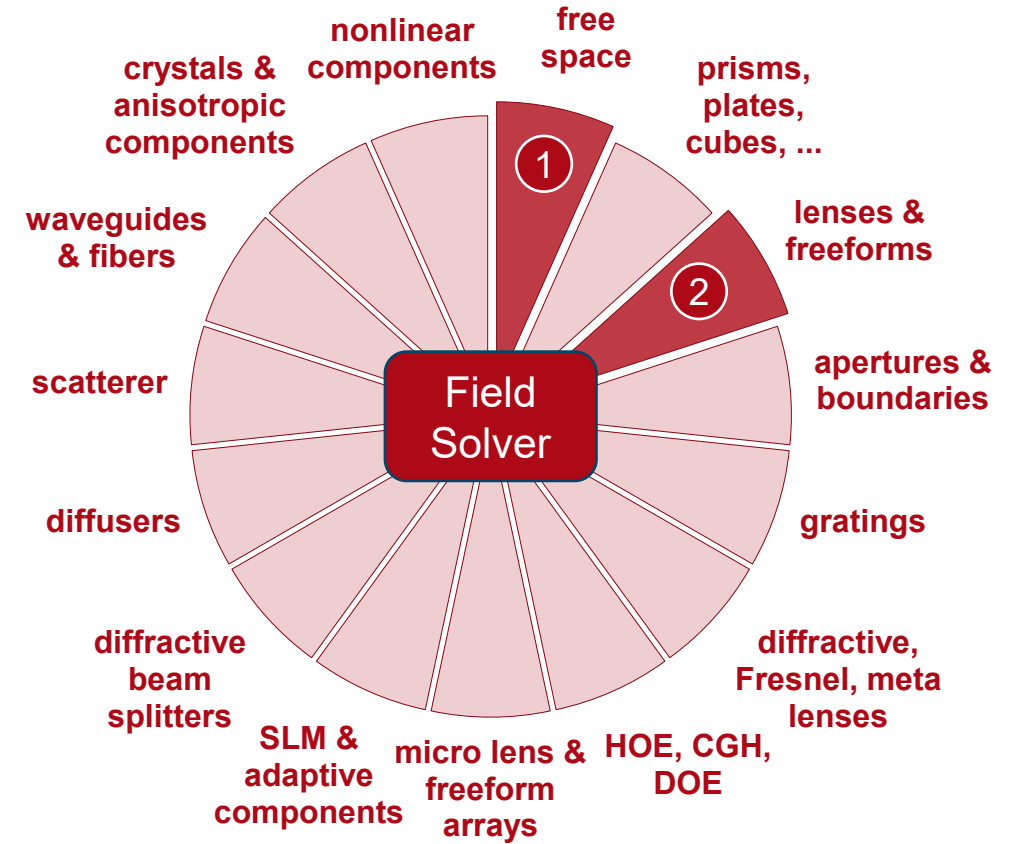 free
space
1
prisms,
plates,
cubes, ...
lenses &
freeforms
2
apertures &
boundaries
gratings
diffractive,
Fresnel, meta
lenses
HOE, CGH,
DOE
micro lens &
freeform
arrays
SLM &
adaptive
components
diffractive
beam
splitters
diffusers
scatterer
waveguides
& fibers
crystals &
anisotropic
components
nonlinear
components
Field
Solver